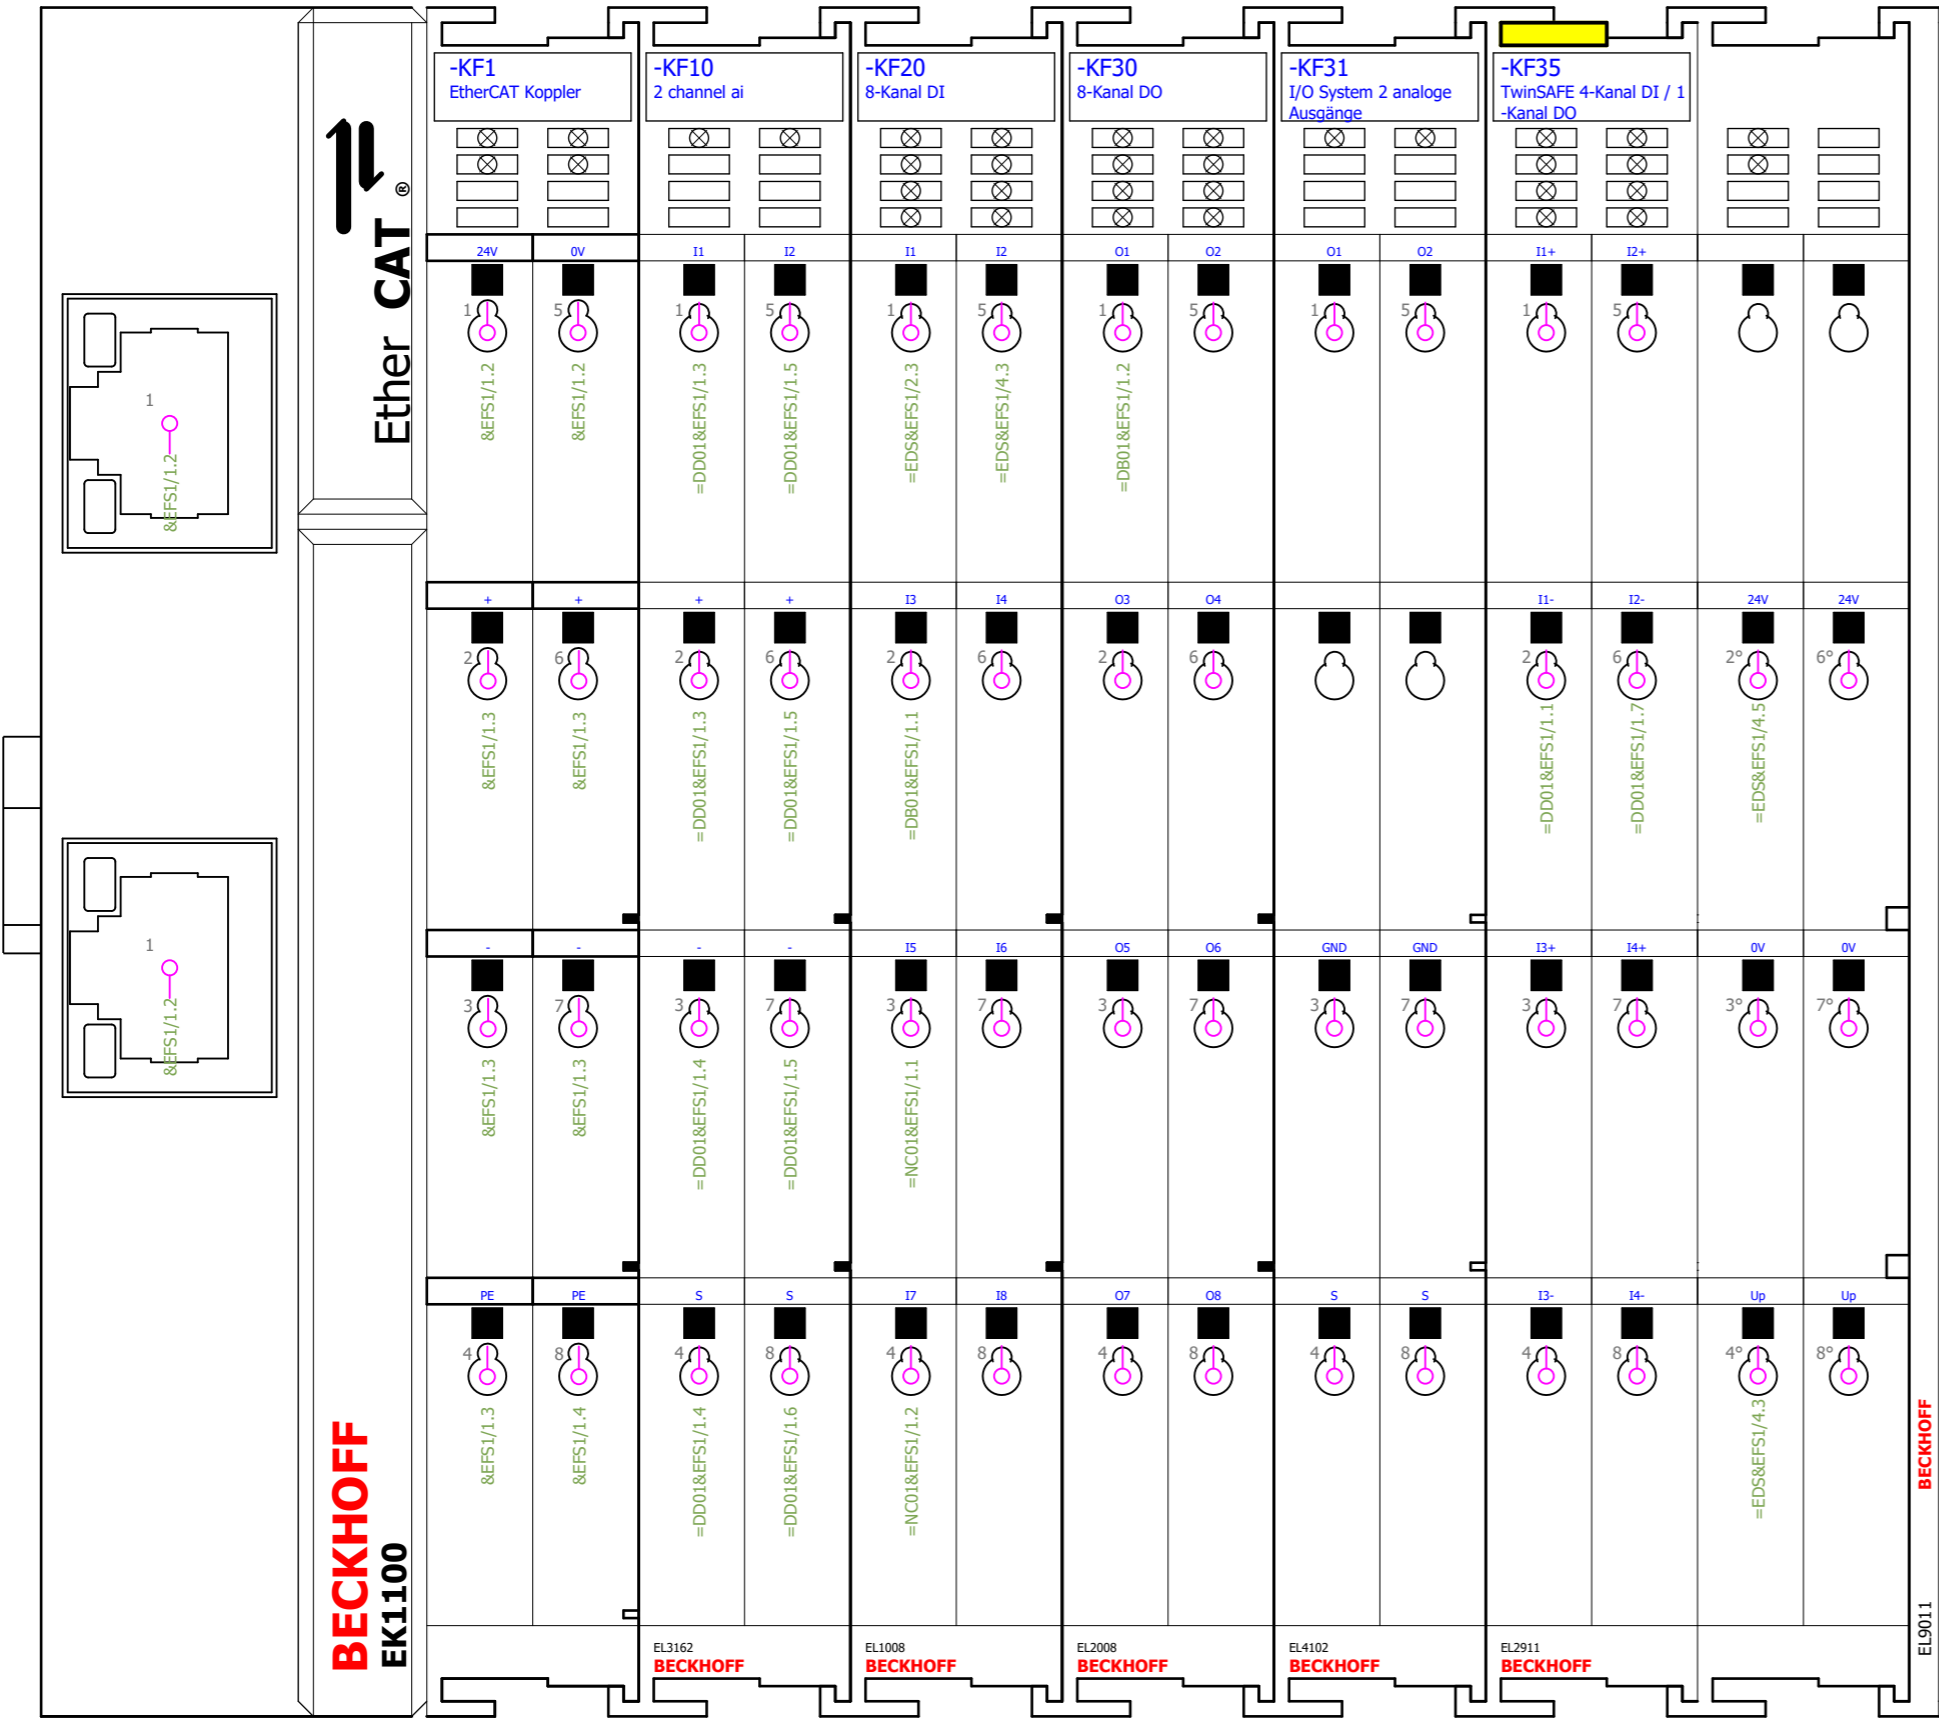 -KF1
EtherCAT Koppler
-KF10
2 channel ai
-KF20
8-Kanal DI
-KF30
8-Kanal DO
-KF31
I/O System 2 analoge
Ausgänge
-KF35
TwinSAFE 4-Kanal DI / 1
-Kanal DO
Ether CAT ®
24V 0V I1 I2 I1 I2 O1 O2 O1 O2 I1+ I2+
1 5 1 5 1 5 1 5 1 5 1 5
&EFS1/1.2
&EFS1/1.2
=DD01&EFS1/1.3
=DD01&EFS1/1.5
=EDS&EFS1/2.3
=EDS&EFS1/4.3
=DB01&EFS1/1.2
1
&EFS1/1.2
+ + + + I3 I4 O3 O4 I1- I2- 24V 24V
2 6 2 6 2 6 2 6 2 6 2° 6°
&EFS1/1.3
&EFS1/1.3
=DD01&EFS1/1.3
=DD01&EFS1/1.5
=DB01&EFS1/1.1
=DD01&EFS1/1.1
=DD01&EFS1/1.7
=EDS&EFS1/4.5
1
&EFS1/1.2
- - - - I5 I6 O5 O6 GND GND I3+ I4+ 0V 0V
3 7 3 7 3 7 3 7 3 7 3 7 3° 7°
&EFS1/1.3
&EFS1/1.3
=DD01&EFS1/1.4
=DD01&EFS1/1.5
=NC01&EFS1/1.1
PE PE S S I7 I8 O7 O8 S S I3- I4- Up Up
4 8 4 8 4 8 4 8 4 8 4 8 4° 8°
&EFS1/1.3
&EFS1/1.4
=DD01&EFS1/1.4
=DD01&EFS1/1.6
=NC01&EFS1/1.2
=EDS&EFS1/4.3
BECKHOFF
EK1100
EL3162
BECKHOFF
EL1008
BECKHOFF
EL2008
BECKHOFF
EL4102
BECKHOFF
EL2911
BECKHOFF
BECKHOFF
EL9011